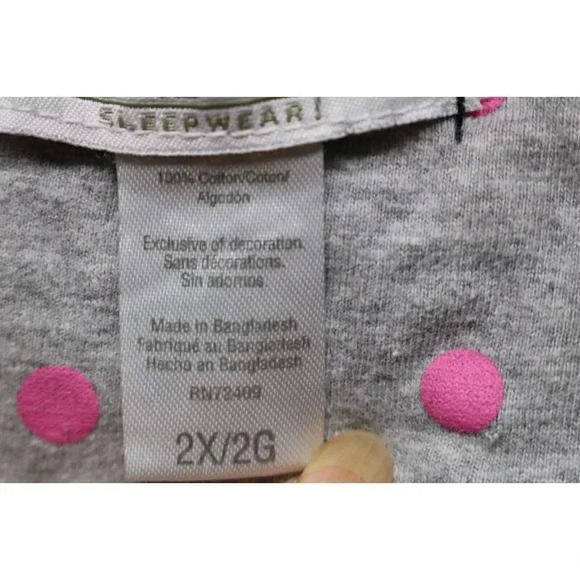 SLEEPWEAR
100% Cotton/Coton/
Algodón
Exclusive of decoration.
Sans décorations.
Sin adornos.
Made in Bangladesh
Fabriqué au Bangladesh
Hecho en Bangladesh
RN72409
2X/2G